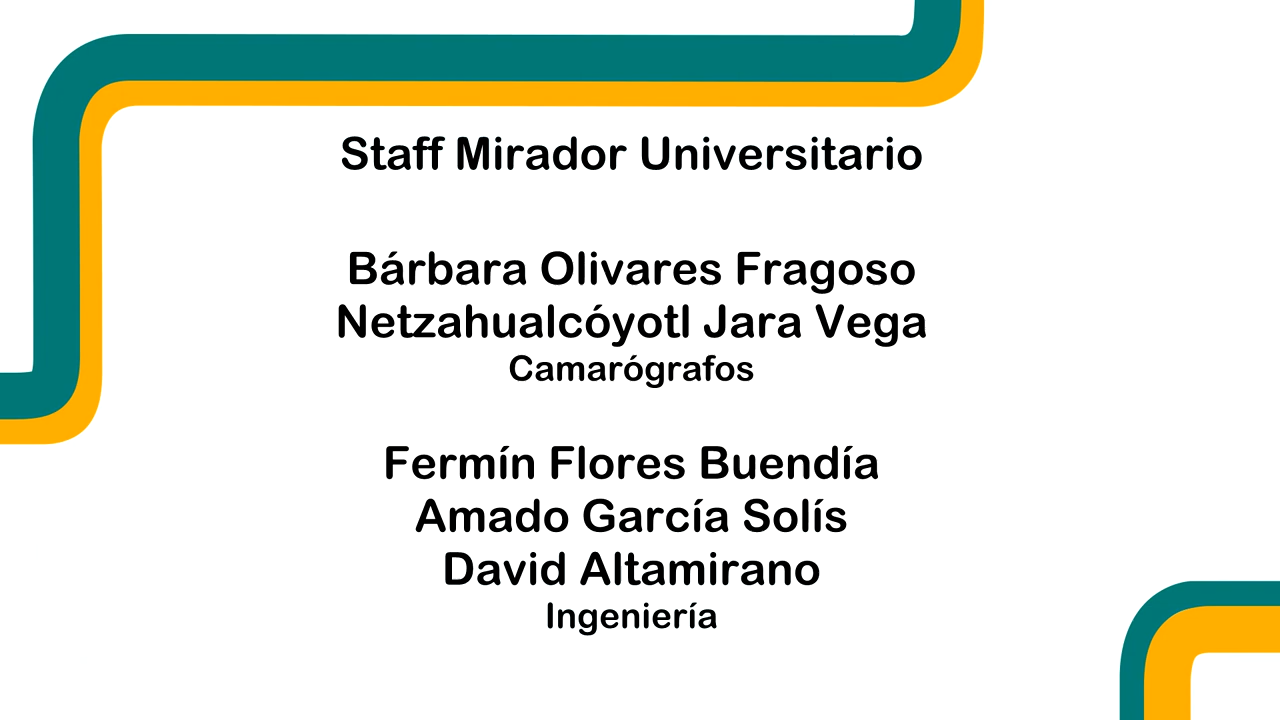 Staff Mirador Universitario
Bárbara Olivares Fragoso
Netzahualcóyotl Jara Vega
Camarógrafos
Fermín Flores Buendía
Amado García Solís
David Altamirano
Ingeniería